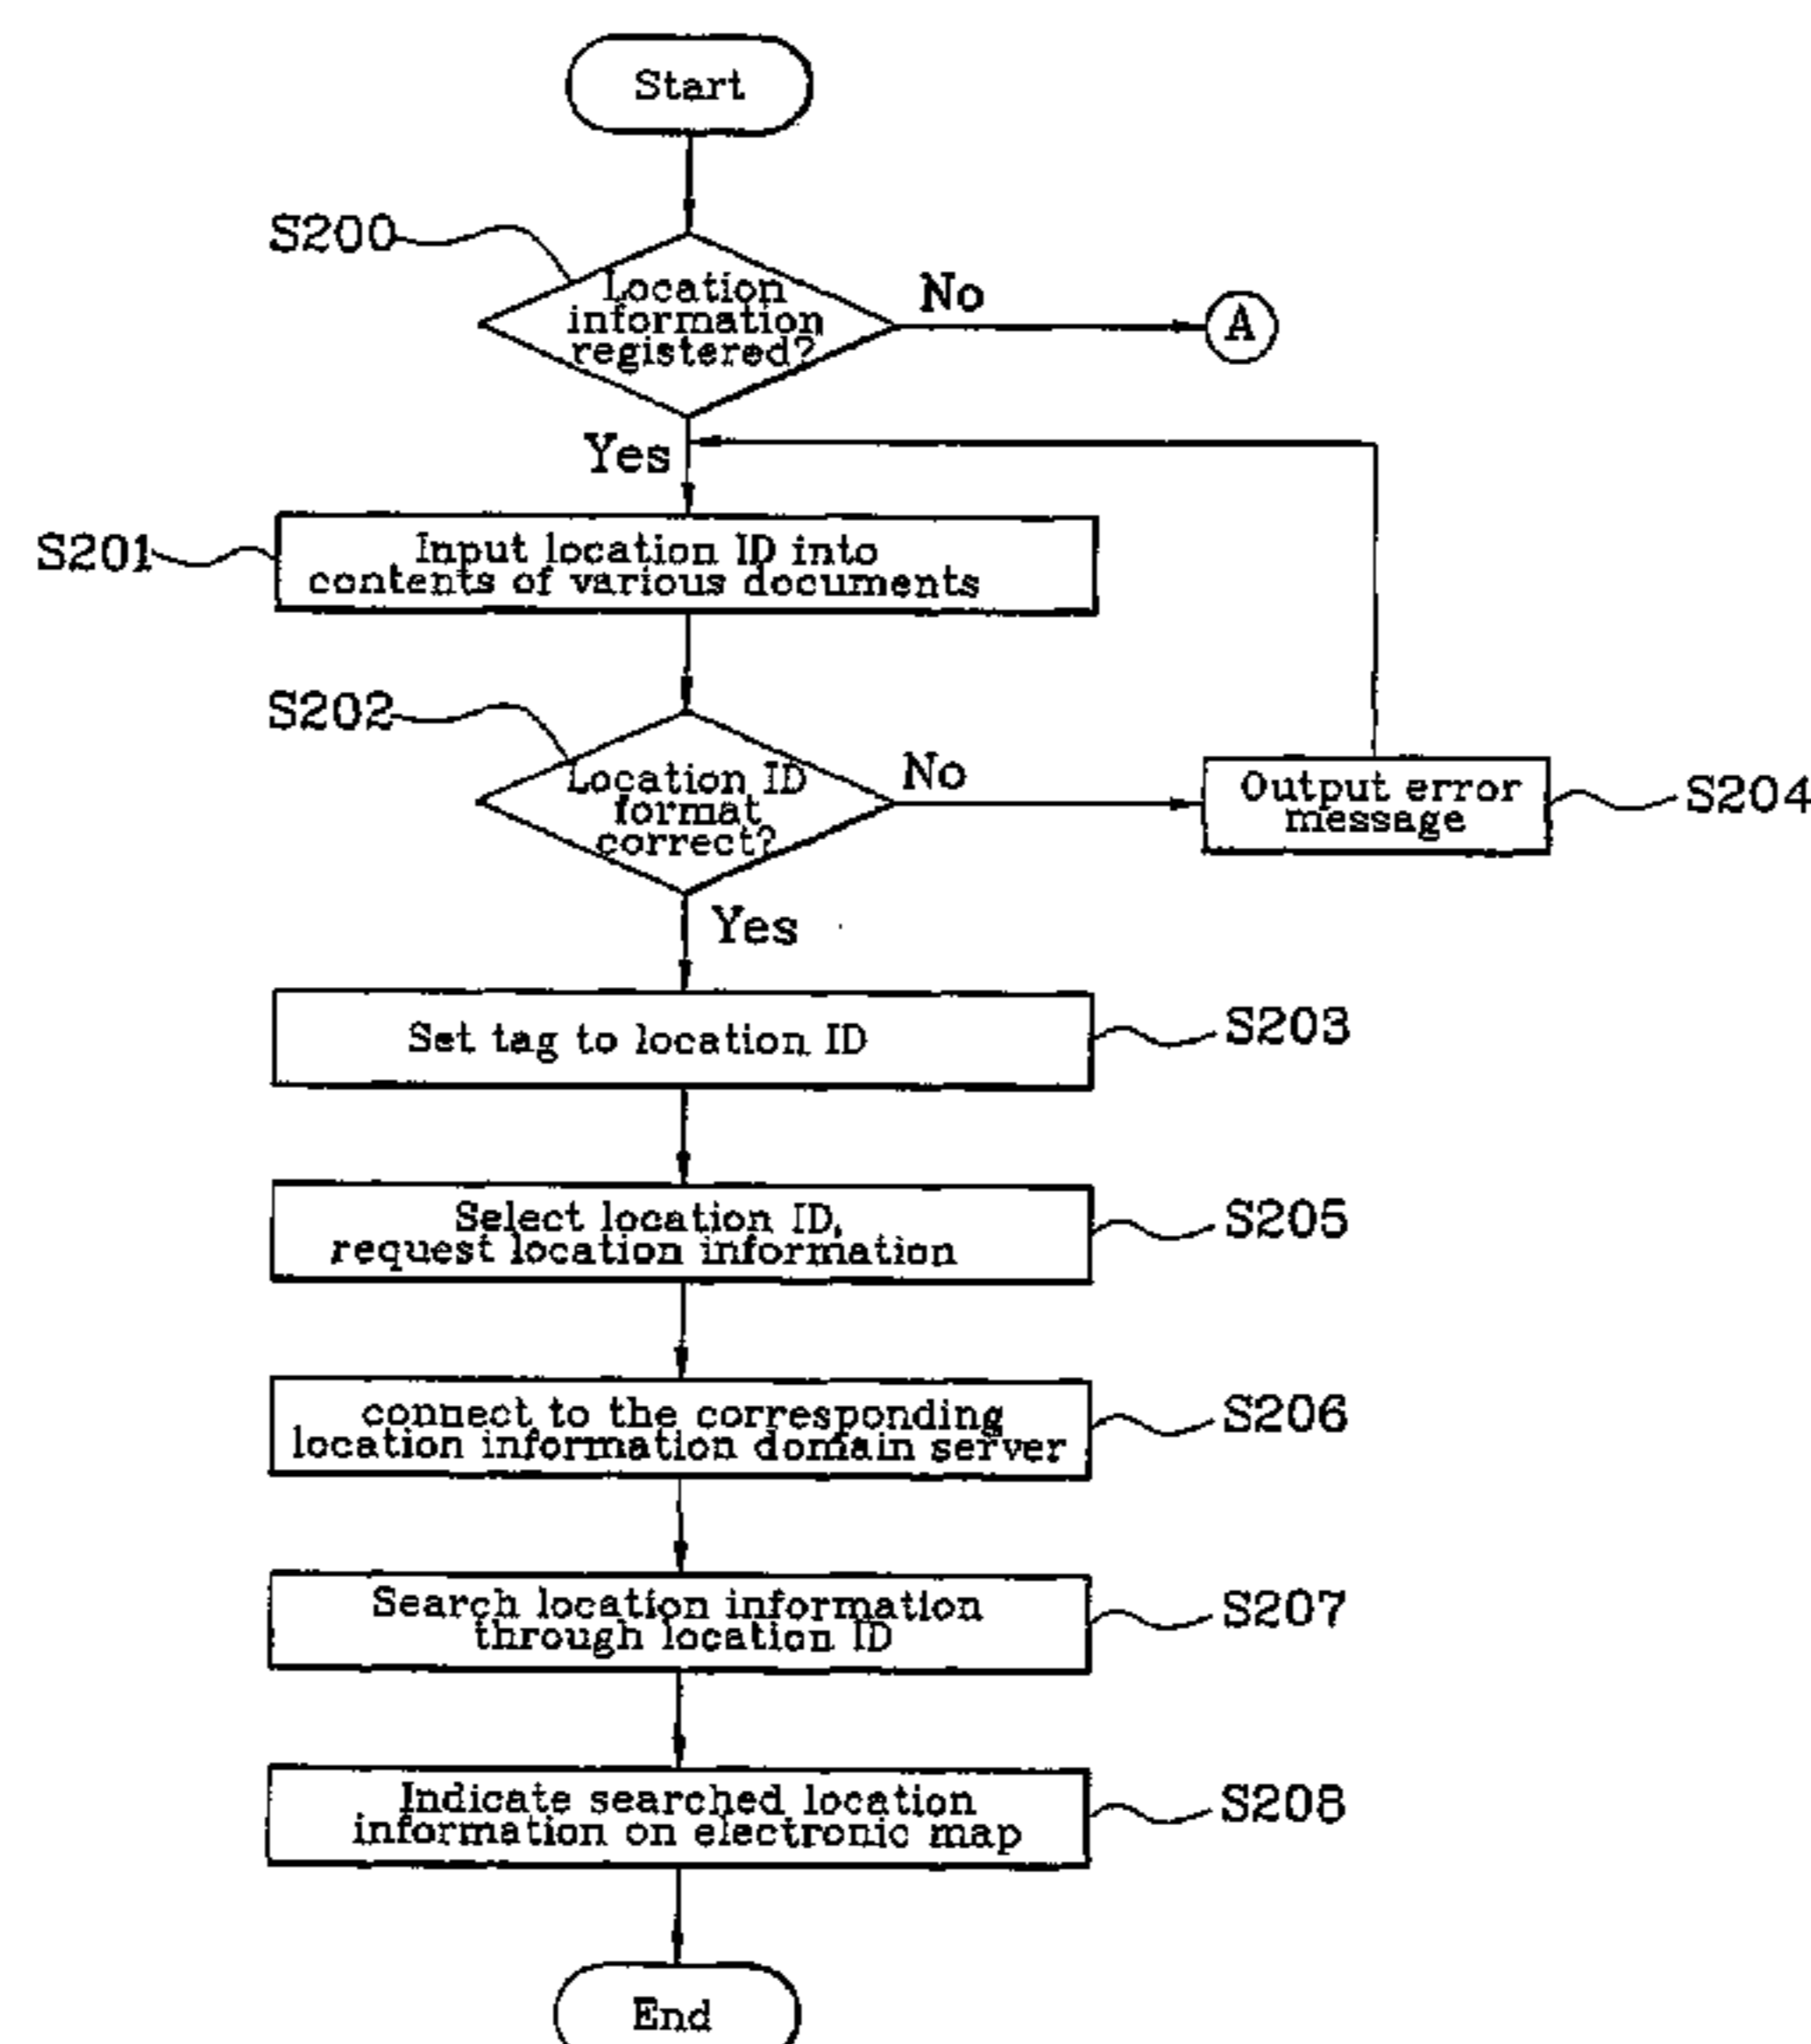 Start
S200
Location
information
registered?
No
A
Yes
S201
Input location ID into
contents of various documents
S202
Location ID
format
correct?
No
Output error
message
S204
Yes
Set tag to location ID
S203
Select location ID,
request location information
S205
connect to the corresponding
location information domain server
S206
Search location information
through location ID
S207
Indicate searched location
information on electronic map
S208
End